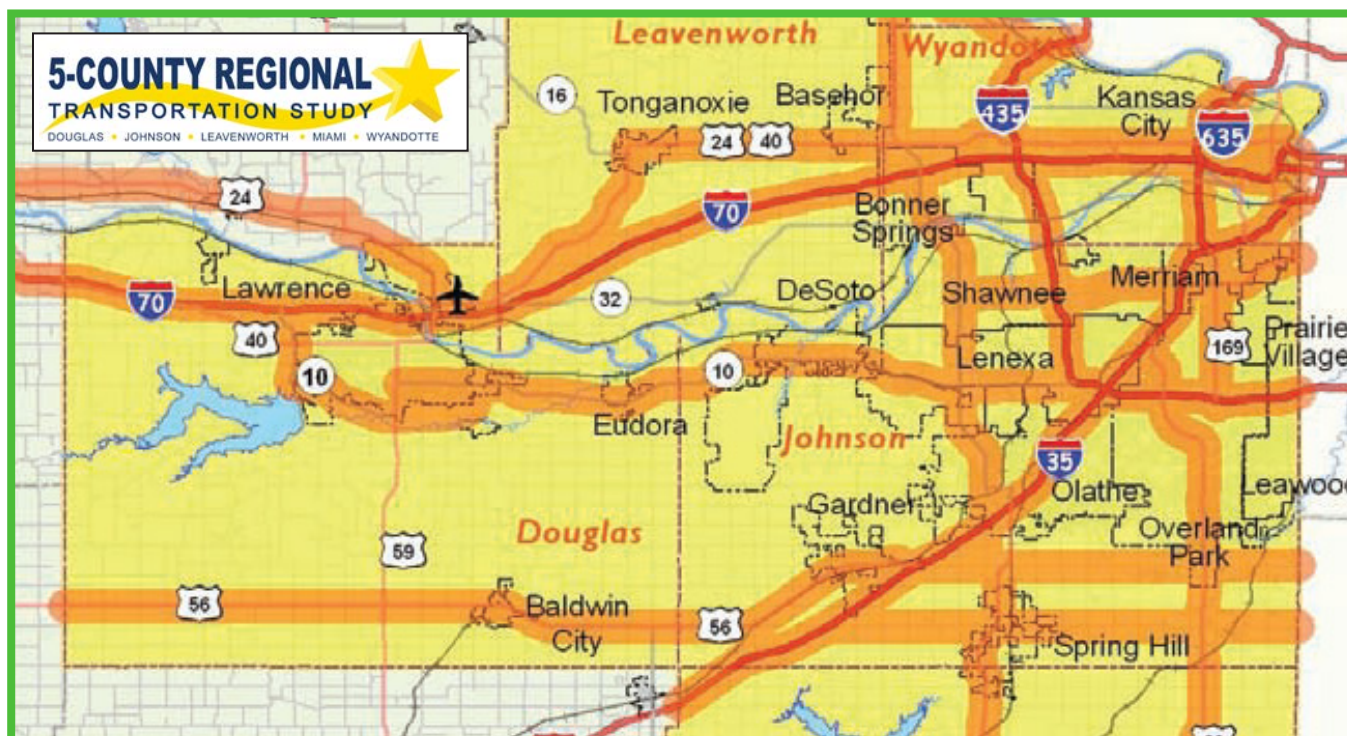 5-COUNTY REGIONAL
TRANSPORTATION STUDY
DOUGLAS • JOHNSON • LEAVENWORTH • MIAMI • WYANDOTTE
Leavenworth
Wyandotte
16
Tonganoxie
Basehor
435
Kansas
City
24
40
635
24
70
Bonner
Springs
70
Lawrence
32
DeSoto
Shawnee
Merriam
40
10
10
Lenexa
169
Prairie
Village
Eudora
Johnson
35
Gardner
Olathe
Leawood
Douglas
59
Overland
Park
56
Baldwin
City
56
Spring Hill